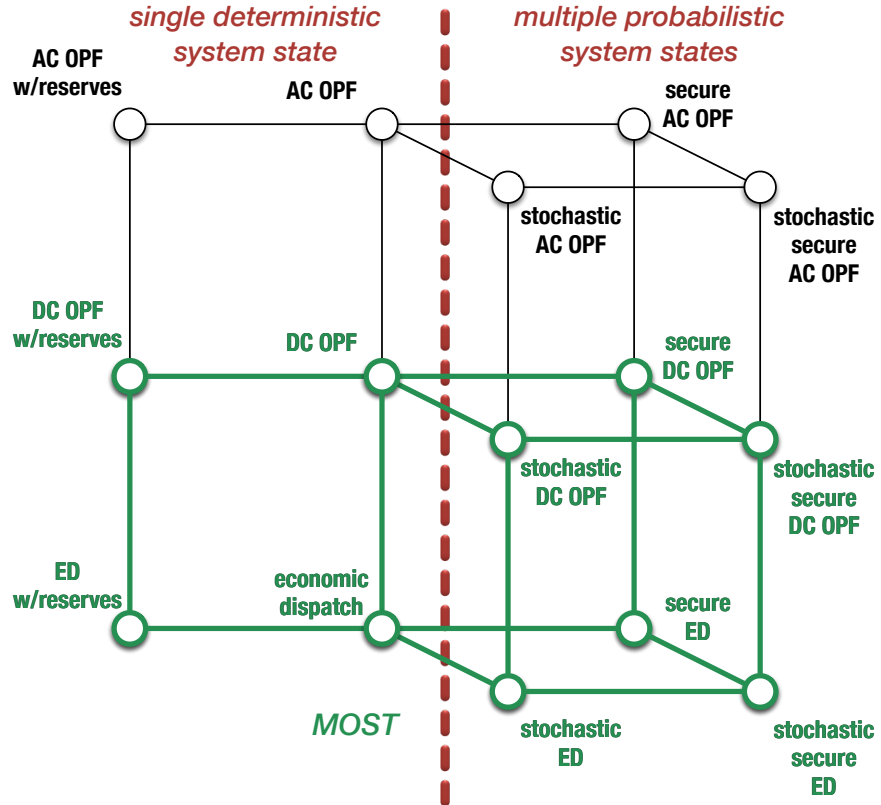 single deterministic
system state
multiple probabilistic
system states
AC OPF
w/reserves
AC OPF
secure
AC OPF
stochastic
AC OPF
stochastic
secure
AC OPF
DC OPF
w/reserves
DC OPF
secure
DC OPF
stochastic
DC OPF
stochastic
secure
DC OPF
ED
w/reserves
economic
dispatch
secure
ED
MOST
stochastic
ED
stochastic
secure
ED